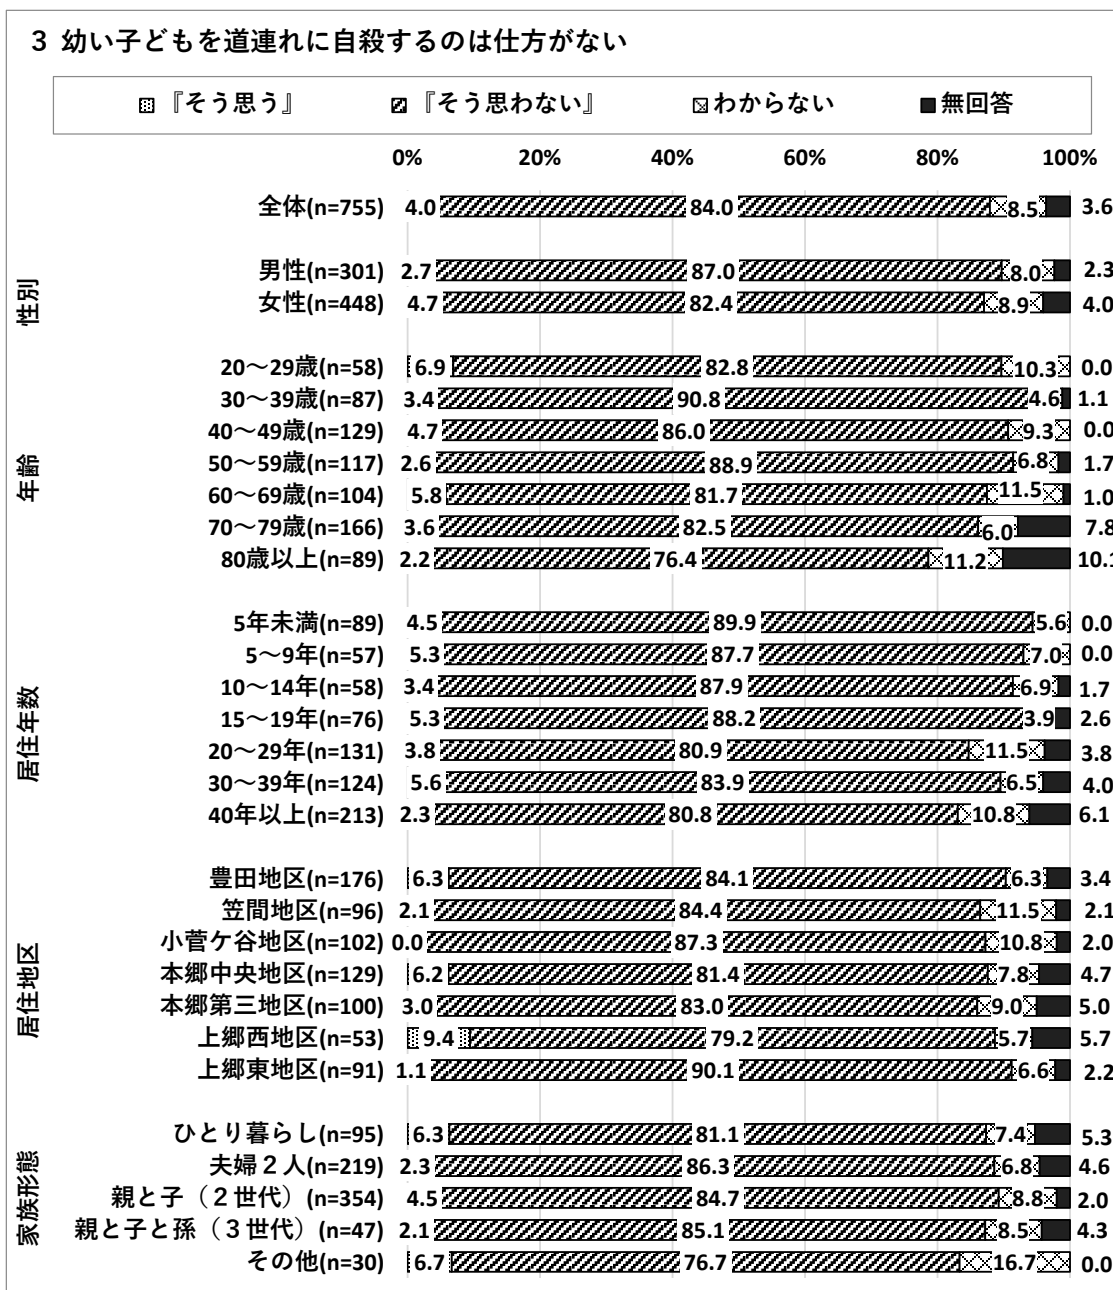 3 幼い子どもを道連れに自殺するのは仕方がない
『そう思う』 『そう思わない』 わからない 無回答
0% 20% 40% 60% 80% 100%
全体(n=755) 4.0 84.0 8.5 3.6
性別
男性(n=301) 2.7 87.0 8.0 2.3
女性(n=448) 4.7 82.4 8.9 4.0
年齢
20～29歳(n=58) 6.9 82.8 10.3 0.0
30～39歳(n=87) 3.4 90.8 4.6 1.1
40～49歳(n=129) 4.7 86.0 9.3 0.0
50～59歳(n=117) 2.6 88.9 6.8 1.7
60～69歳(n=104) 5.8 81.7 11.5 1.0
70～79歳(n=166) 3.6 82.5 6.0 7.8
80歳以上(n=89) 2.2 76.4 11.2 10.1
居住年数
5年未満(n=89) 4.5 89.9 5.6 0.0
5～9年(n=57) 5.3 87.7 7.0 0.0
10～14年(n=58) 3.4 87.9 6.9 1.7
15～19年(n=76) 5.3 88.2 3.9 2.6
20～29年(n=131) 3.8 80.9 11.5 3.8
30～39年(n=124) 5.6 83.9 6.5 4.0
40年以上(n=213) 2.3 80.8 10.8 6.1
居住地区
豊田地区(n=176) 6.3 84.1 6.3 3.4
笠間地区(n=96) 2.1 84.4 11.5 2.1
小菅ケ谷地区(n=102) 0.0 87.3 10.8 2.0
本郷中央地区(n=129) 6.2 81.4 7.8 4.7
本郷第三地区(n=100) 3.0 83.0 9.0 5.0
上郷西地区(n=53) 9.4 79.2 5.7 5.7
上郷東地区(n=91) 1.1 90.1 6.6 2.2
家族形態
ひとり暮らし(n=95) 6.3 81.1 7.4 5.3
夫婦２人(n=219) 2.3 86.3 6.8 4.6
親と子（２世代）(n=354) 4.5 84.7 8.8 2.0
親と子と孫（３世代）(n=47) 2.1 85.1 8.5 4.3
その他(n=30) 6.7 76.7 16.7 0.0